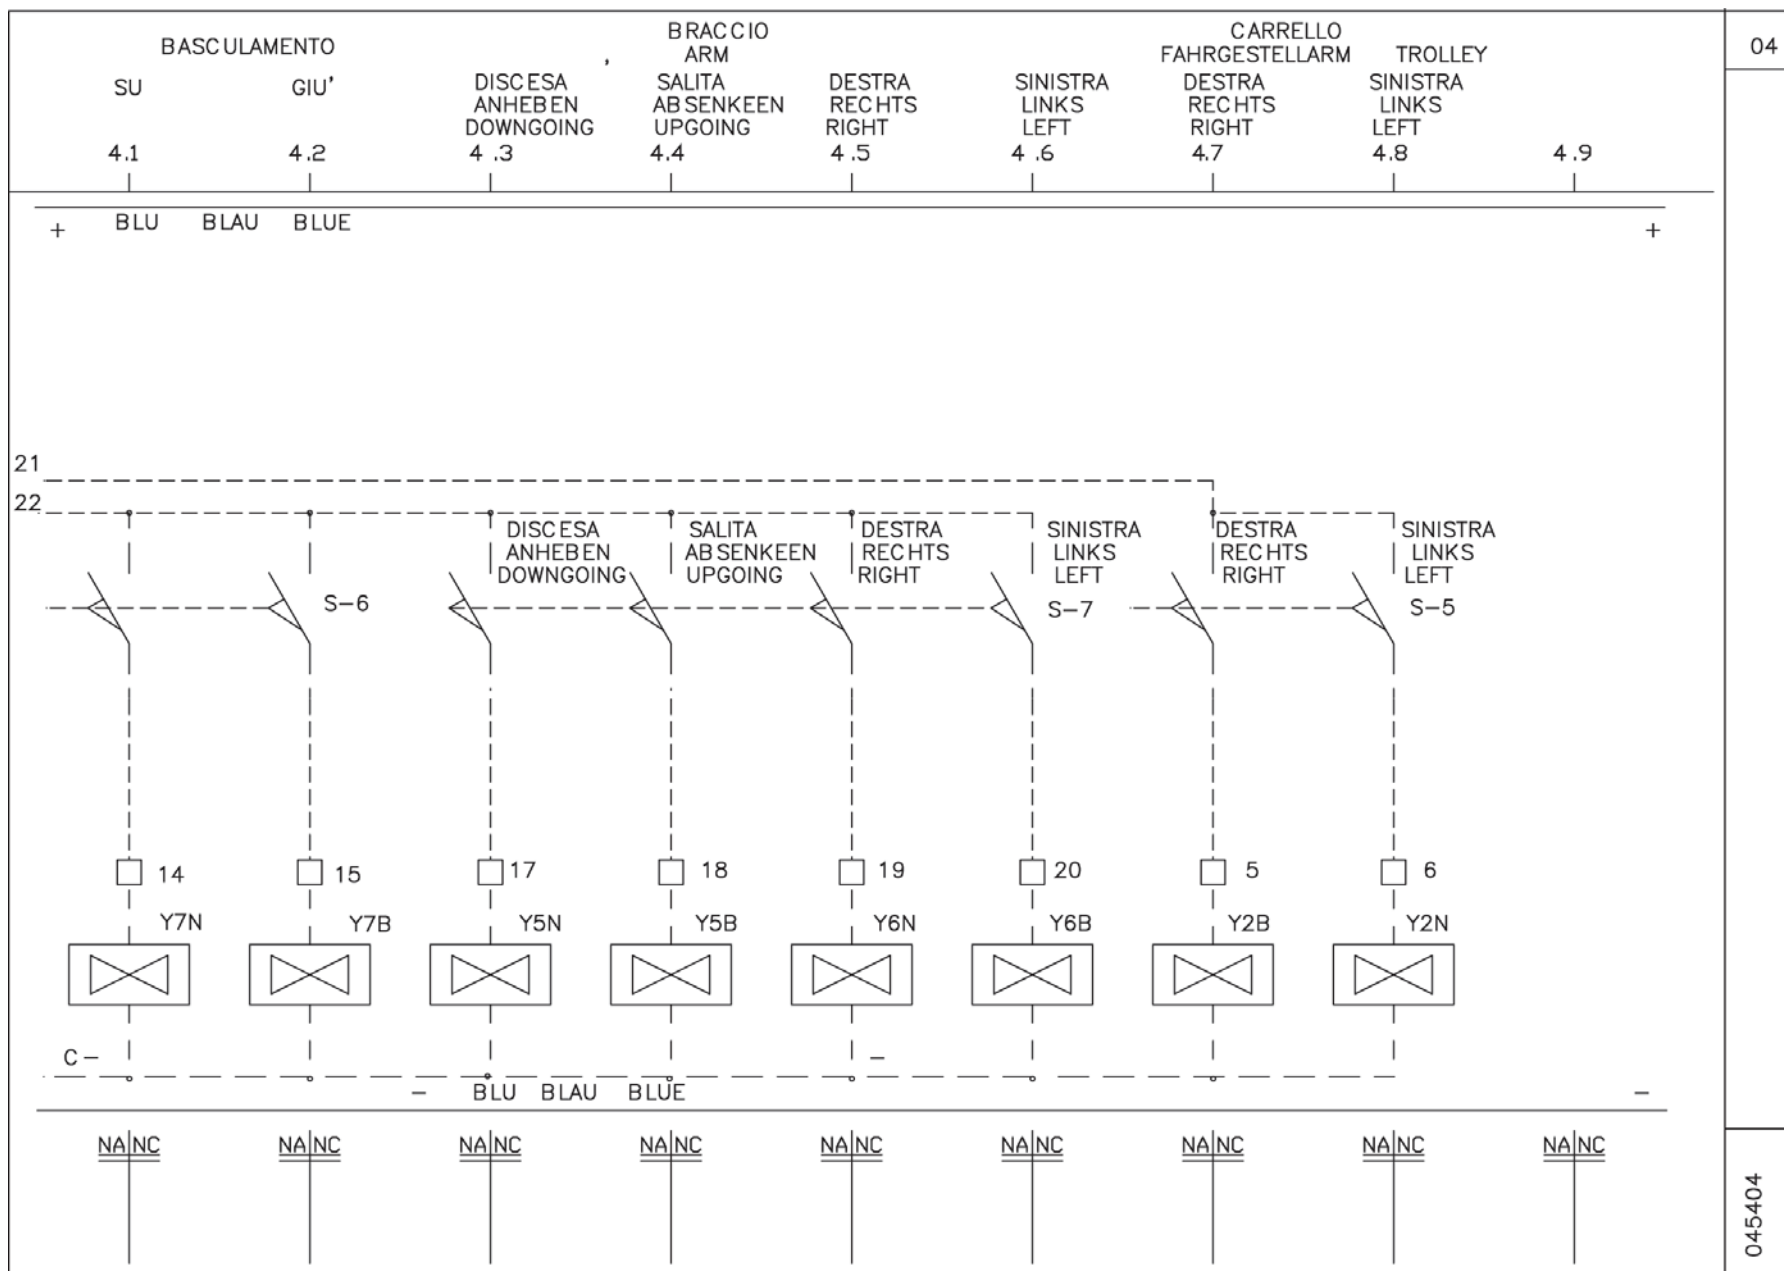 BRACCIO
CARRELLO
04
BASCULAMENTO
, ARM
FAHRGESTELLARM TROLLEY
SU GIU' DISCESA SALITA DESTRA SINISTRA DESTRA SINISTRA
ANHEBEN ABSENKEEN RECHTS LINKS RECHTS LINKS
DOWNGOING UPGOING RIGHT LEFT RIGHT LEFT
4.1 4.2 4.3 4.4 4.5 4.6 4.7 4.8 4.9
+ BLU BLAU BLUE +
21
22
DISCESA SALITA DESTRA SINISTRA DESTRA SINISTRA
ANHEBEN ABSENKEEN RECHTS LINKS RECHTS LINKS
DOWNGOING UPGOING RIGHT LEFT RIGHT LEFT
S-6 S-7 S-5
14 15 17 18 19 20 5 6
Y7N Y7B Y5N Y5B Y6N Y6B Y2B Y2N
C - -
- BLU BLAU BLUE -
NA NC NA NC NA NC NA NC NA NC NA NC NA NC NA NC NA NC
045404